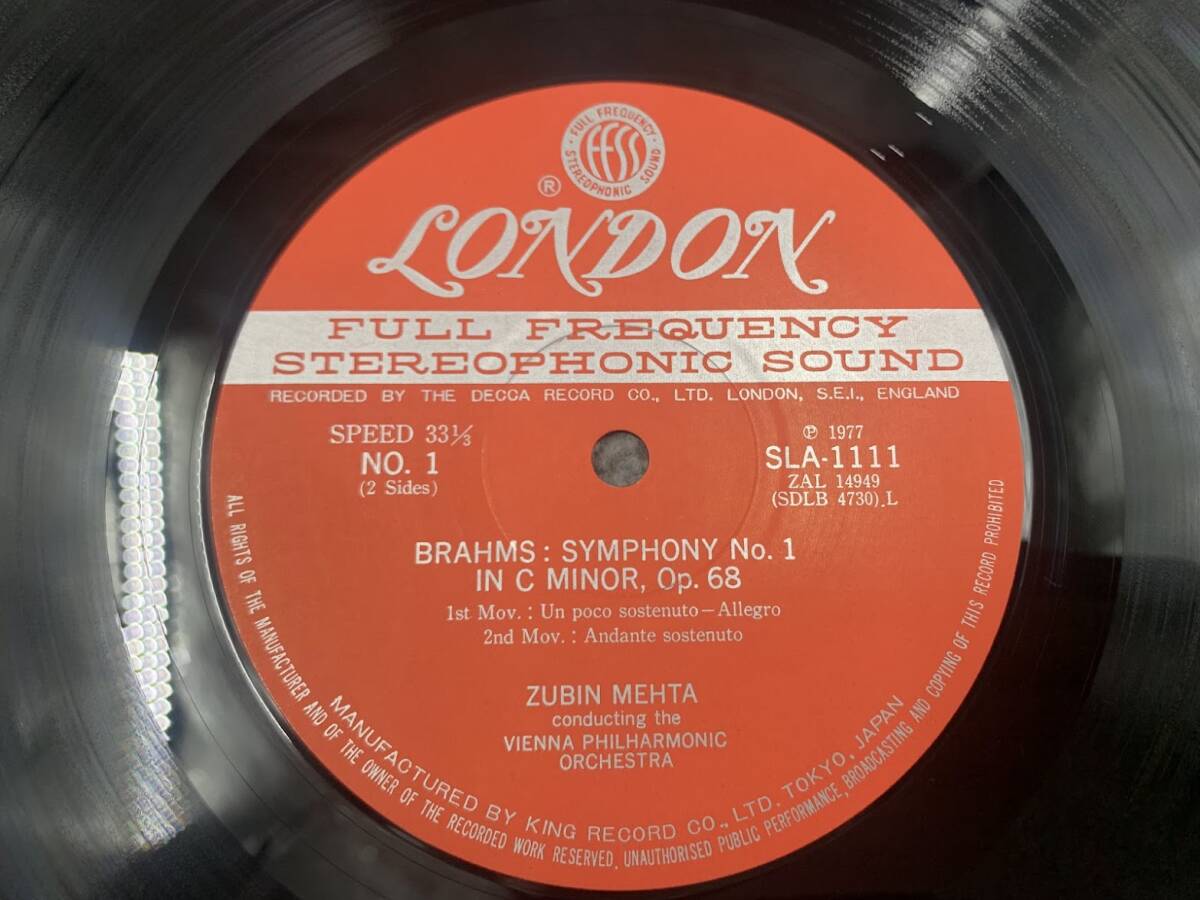 FULL FREQUENCY
ffss
STEREOPHONIC SOUND
®
LONDON
FULL FREQUENCY
STEREOPHONIC SOUND
RECORDED BY THE DECCA RECORD CO., LTD. LONDON, S.E.I., ENGLAND
SPEED 33⅓
NO. 1
(2 Sides)
℗ 1977
SLA-1111
ZAL 14949
(SDLB 4730).L
BRAHMS : SYMPHONY No. 1
IN C MINOR, Op. 68
1st Mov. : Un poco sostenuto — Allegro
2nd Mov. : Andante sostenuto
ZUBIN MEHTA
conducting the
VIENNA PHILHARMONIC
ORCHESTRA
MANUFACTURED BY KING RECORD CO., LTD. TOKYO, JAPAN
ALL RIGHTS OF THE MANUFACTURER AND OF THE OWNER OF THE RECORDED WORK RESERVED, UNAUTHORISED PUBLIC PERFORMANCE, BROADCASTING AND COPYING OF THIS RECORD PROHIBITED